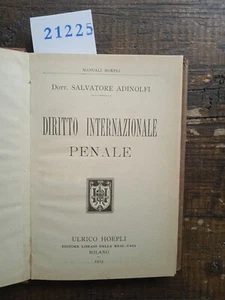 21225
MANUALI HOEPLI
DOTT. SALVATORE ADINOLFI
DIRITTO INTERNAZIONALE
PENALE
ULRICO HOEPLI
EDITORE LIBRAIO DELLA REAL CASA
MILANO